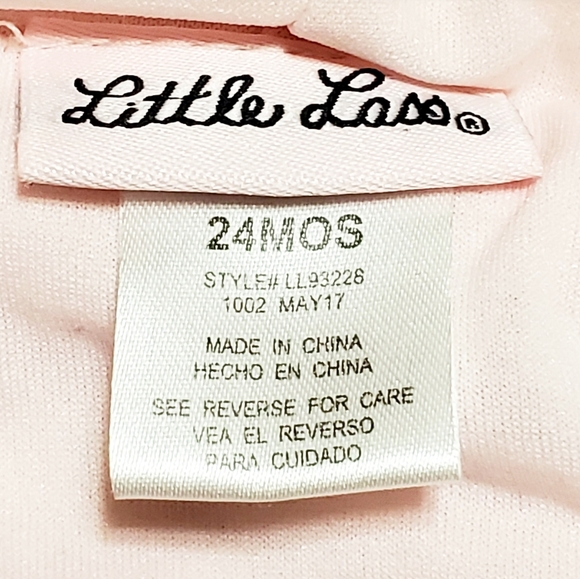 Little Lass®
24MOS
STYLE# LL93228
1002 MAY17
MADE IN CHINA
HECHO EN CHINA
SEE REVERSE FOR CARE
VEA EL REVERSO
PARA CUIDADO